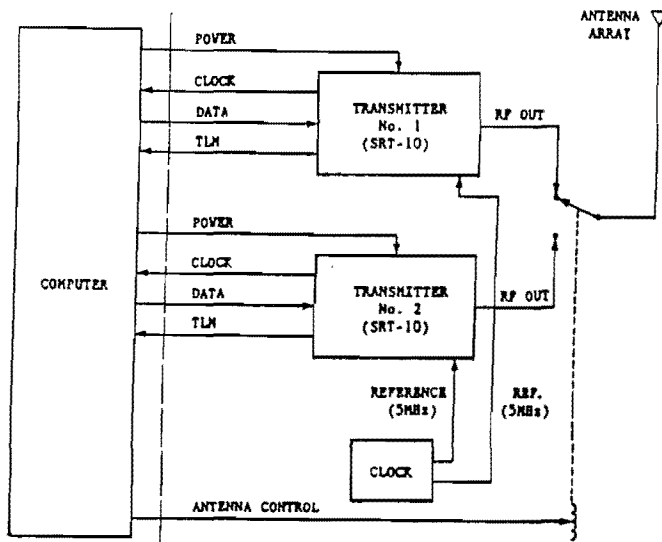 ANTENNA
ARRAY
POWER
CLOCK
DATA
TLM
TRANSMITTER
No. 1
(SRT-10)
RF OUT
POWER
CLOCK
DATA
TLM
COMPUTER
TRANSMITTER
No. 2
(SRT-10)
RF OUT
REFERENCE
(5MHz)
REF.
(5MHz)
CLOCK
ANTENNA CONTROL